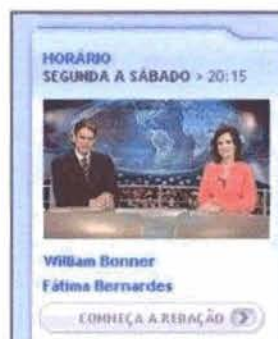 HORÁRIO
SEGUNDA A SÁBADO > 20:15
William Bonner
Fátima Bernardes
CONHEÇA A REDAÇÃO